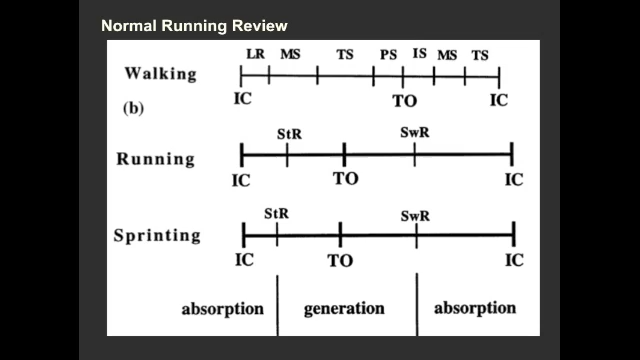 Normal Running Review
LR MS TS PS IS MS TS
Walking
IC TO IC
(b)
StR SwR
Running
IC TO IC
StR SwR
Sprinting
IC TO IC
absorption generation absorption